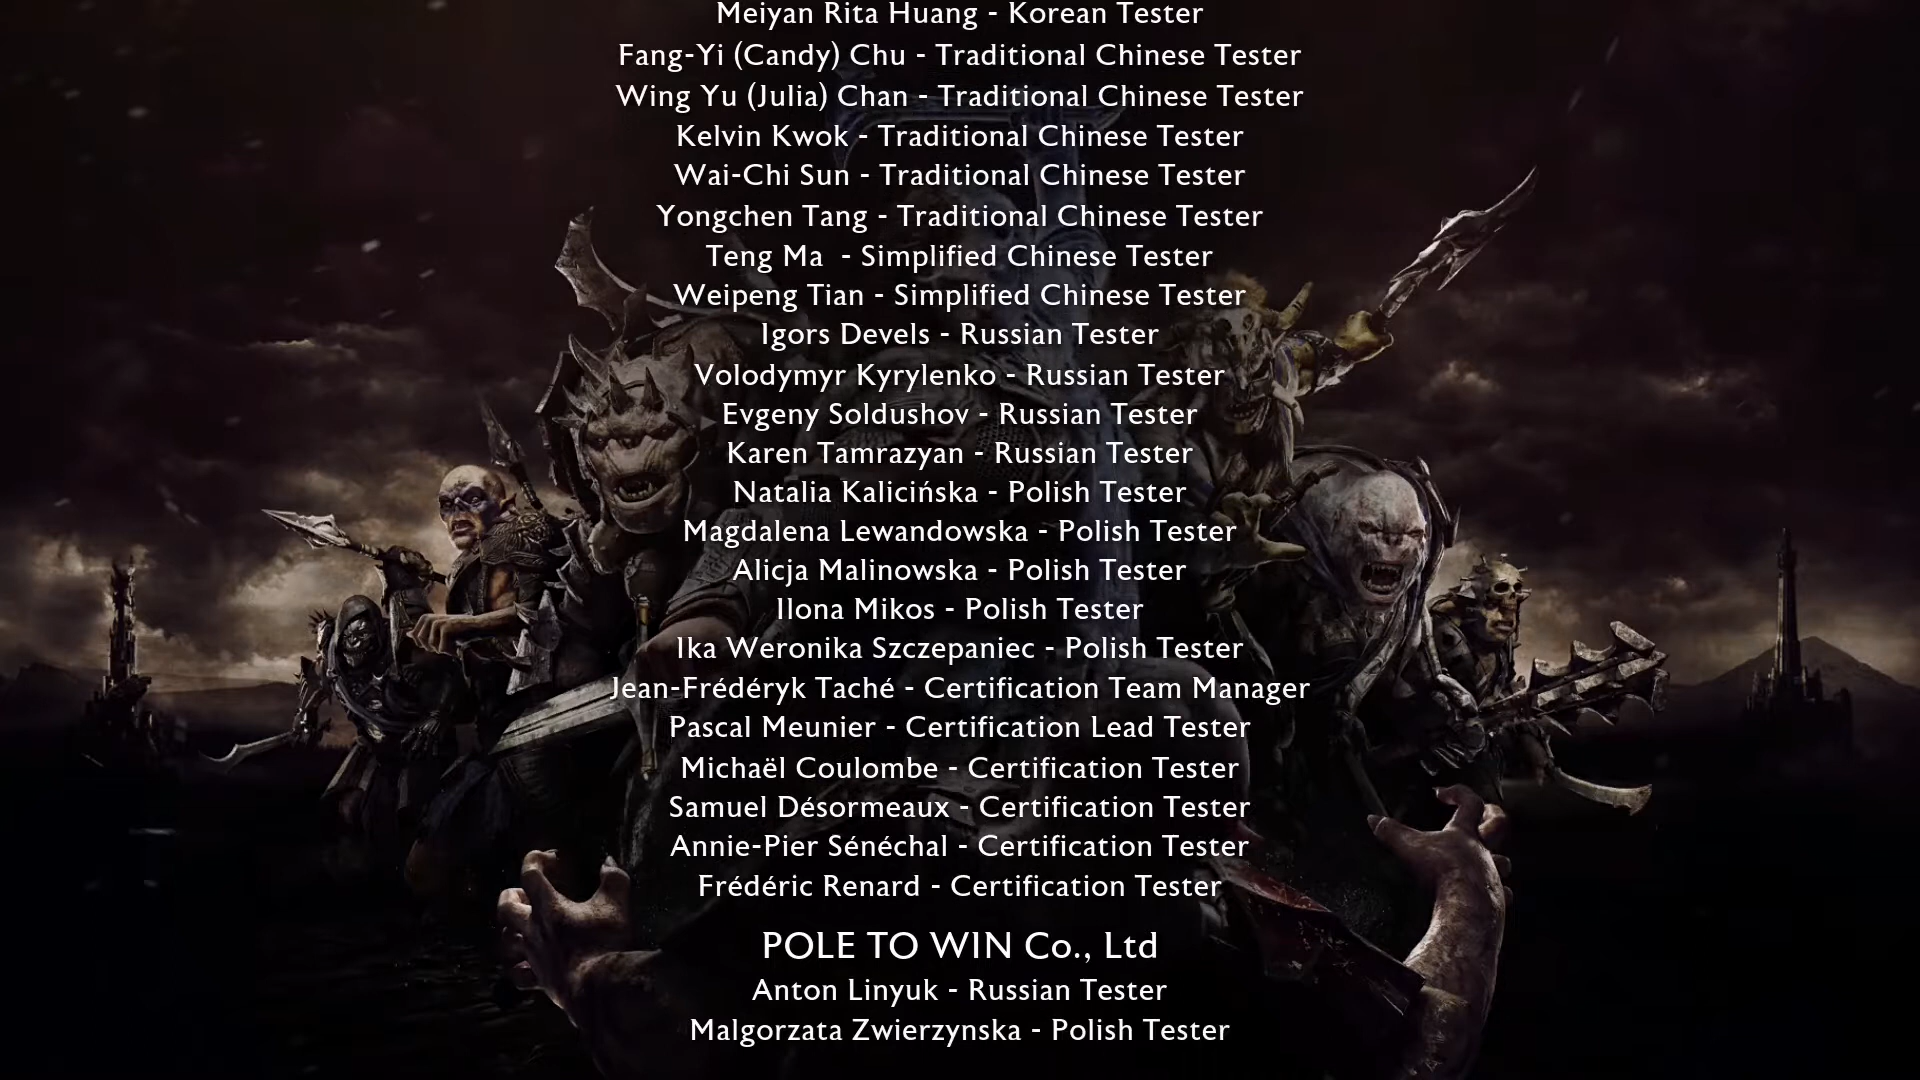 Meiyan Rita Huang - Korean Tester
Fang-Yi (Candy) Chu - Traditional Chinese Tester
Wing Yu (Julia) Chan - Traditional Chinese Tester
Kelvin Kwok - Traditional Chinese Tester
Wai-Chi Sun - Traditional Chinese Tester
Yongchen Tang - Traditional Chinese Tester
Teng Ma  - Simplified Chinese Tester
Weipeng Tian - Simplified Chinese Tester
Igors Devels - Russian Tester
Volodymyr Kyrylenko - Russian Tester
Evgeny Soldushov - Russian Tester
Karen Tamrazyan - Russian Tester
Natalia Kalicińska - Polish Tester
Magdalena Lewandowska - Polish Tester
Alicja Malinowska - Polish Tester
Ilona Mikos - Polish Tester
Ika Weronika Szczepaniec - Polish Tester
Jean-Frédéryk Taché - Certification Team Manager
Pascal Meunier - Certification Lead Tester
Michaël Coulombe - Certification Tester
Samuel Désormeaux - Certification Tester
Annie-Pier Sénéchal - Certification Tester
Frédéric Renard - Certification Tester
POLE TO WIN Co., Ltd
Anton Linyuk - Russian Tester
Malgorzata Zwierzynska - Polish Tester